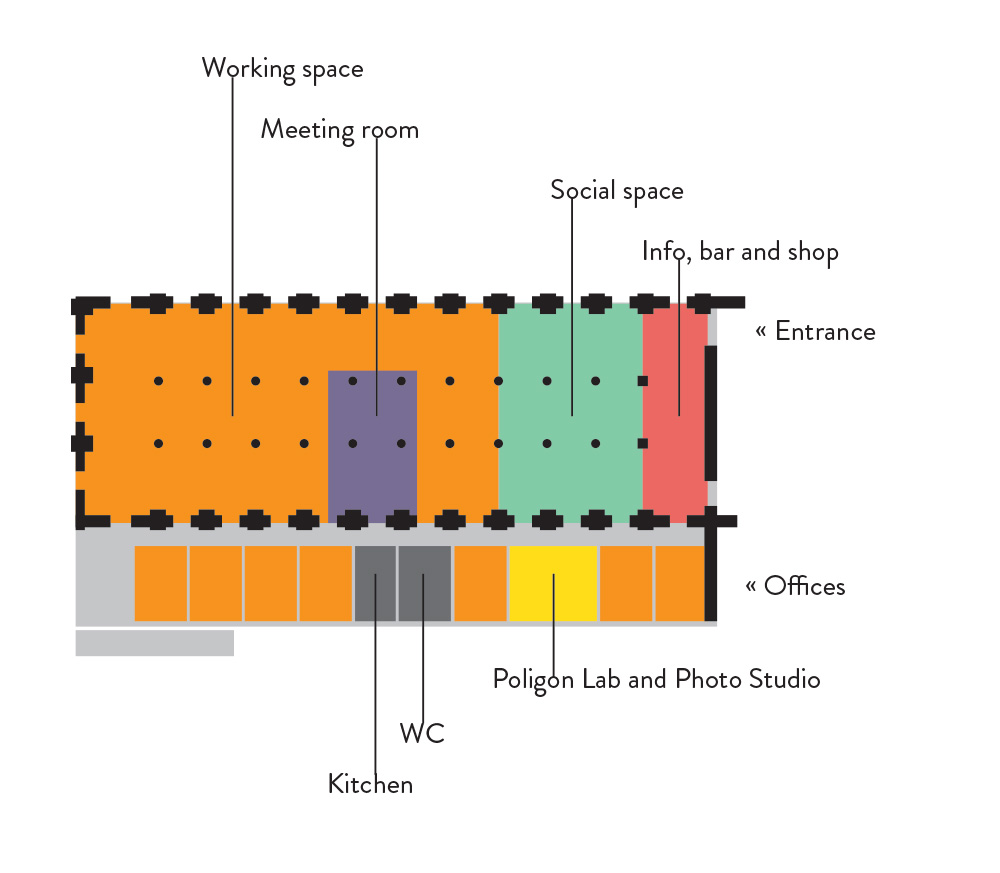 Working space
Meeting room
Social space
Info, bar and shop
« Entrance
« Offices
Poligon Lab and Photo Studio
WC
Kitchen